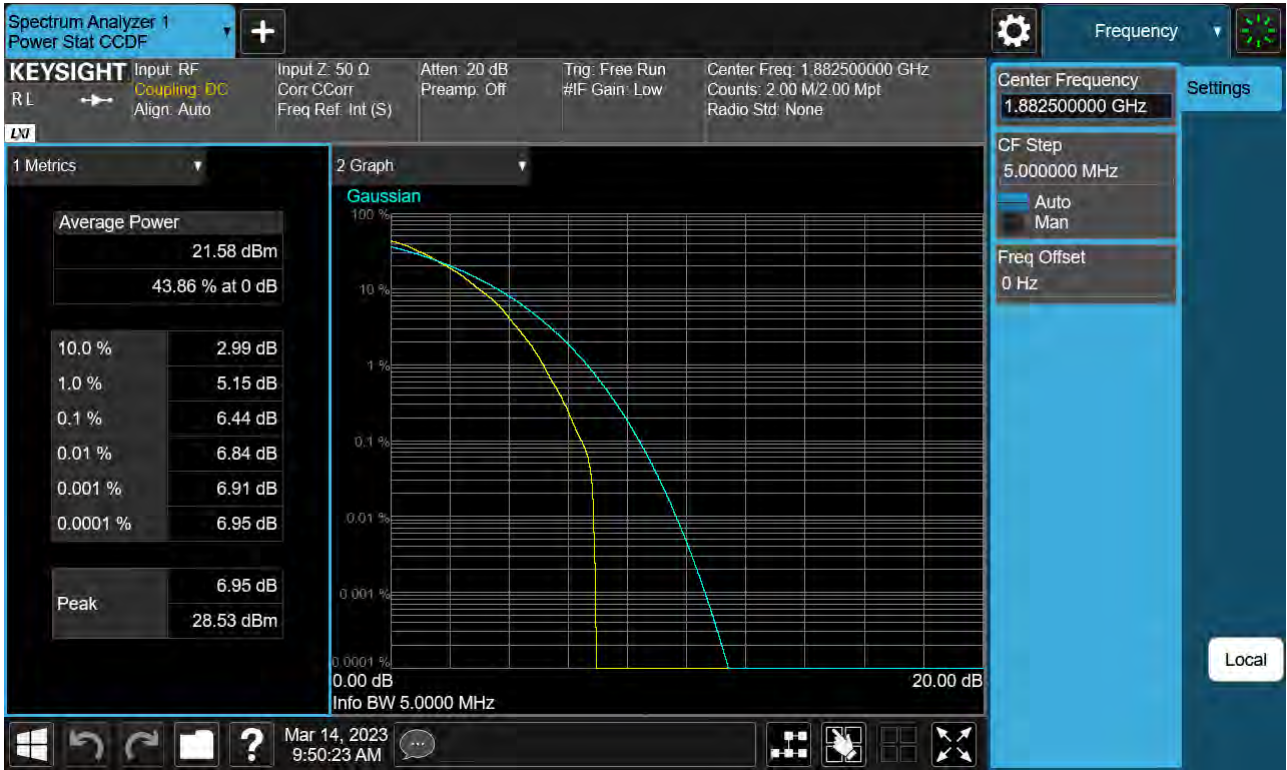 Spectrum Analyzer 1
Power Stat CCDF
Frequency
KEYSIGHT
R L
LXI
Input: RF
Coupling: DC
Align: Auto
Input Z: 50 Ω
Corr CCorr
Freq Ref: Int (S)
Atten: 20 dB
Preamp: Off
Trig: Free Run
#IF Gain: Low
Center Freq: 1.882500000 GHz
Counts: 2.00 M/2.00 Mpt
Radio Std: None
1 Metrics
Average Power
21.58 dBm
43.86 % at 0 dB
10.0 % 2.99 dB
1.0 % 5.15 dB
0.1 % 6.44 dB
0.01 % 6.84 dB
0.001 % 6.91 dB
0.0001 % 6.95 dB
Peak
6.95 dB
28.53 dBm
2 Graph
Gaussian
100 %
10 %
1 %
0.1 %
0.01 %
0.001 %
0.0001 %
0.00 dB 20.00 dB
Info BW 5.0000 MHz
Center Frequency
1.882500000 GHz
CF Step
5.000000 MHz
Auto
Man
Freq Offset
0 Hz
Settings
Local
?
Mar 14, 2023
9:50:23 AM